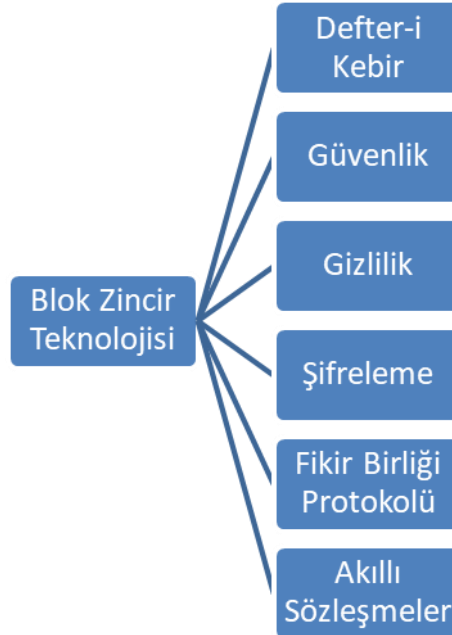 Defter-i
Kebir
Güvenlik
Gizlilik
Blok Zincir
Teknolojisi
Şifreleme
Fikir Birliği
Protokolü
Akıllı
Sözleşmeler